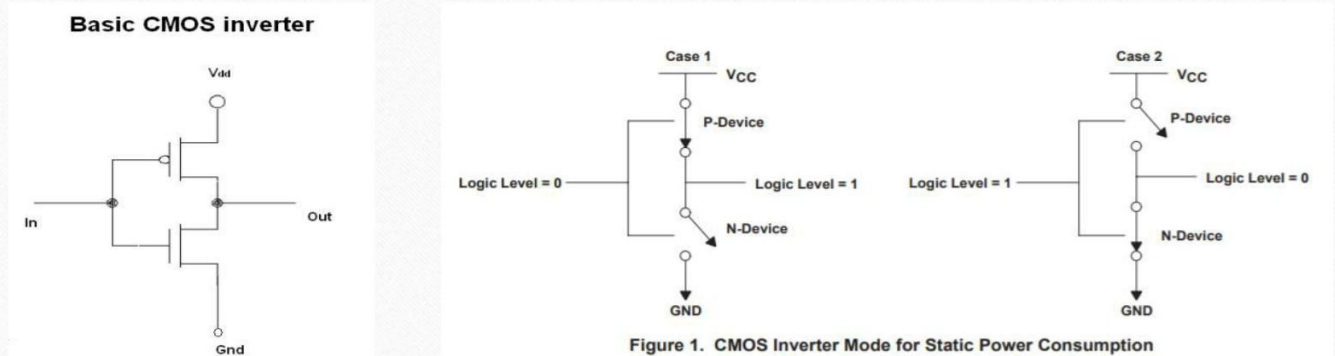 Basic CMOS inverter
Vdd
In
Out
Gnd
Case 1
VCC
P-Device
Logic Level = 0
Logic Level = 1
N-Device
GND
Case 2
VCC
P-Device
Logic Level = 1
Logic Level = 0
N-Device
GND
Figure 1. CMOS Inverter Mode for Static Power Consumption